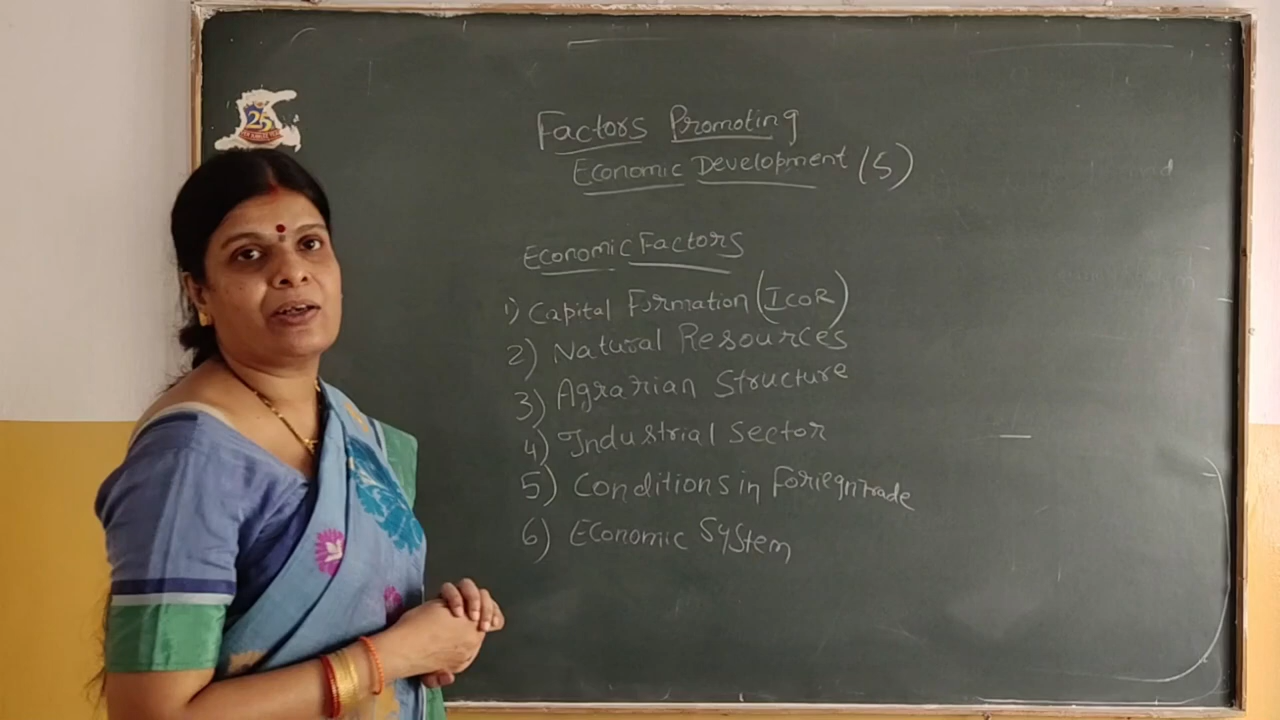 25
Factors Promoting
Economic Development (5)
Economic Factors
1) Capital Formation (ICOR)
2) Natural Resources
3) Agrarian Structure
4) Industrial Sector
5) Conditions in Foriegn Trade
6) Economic System